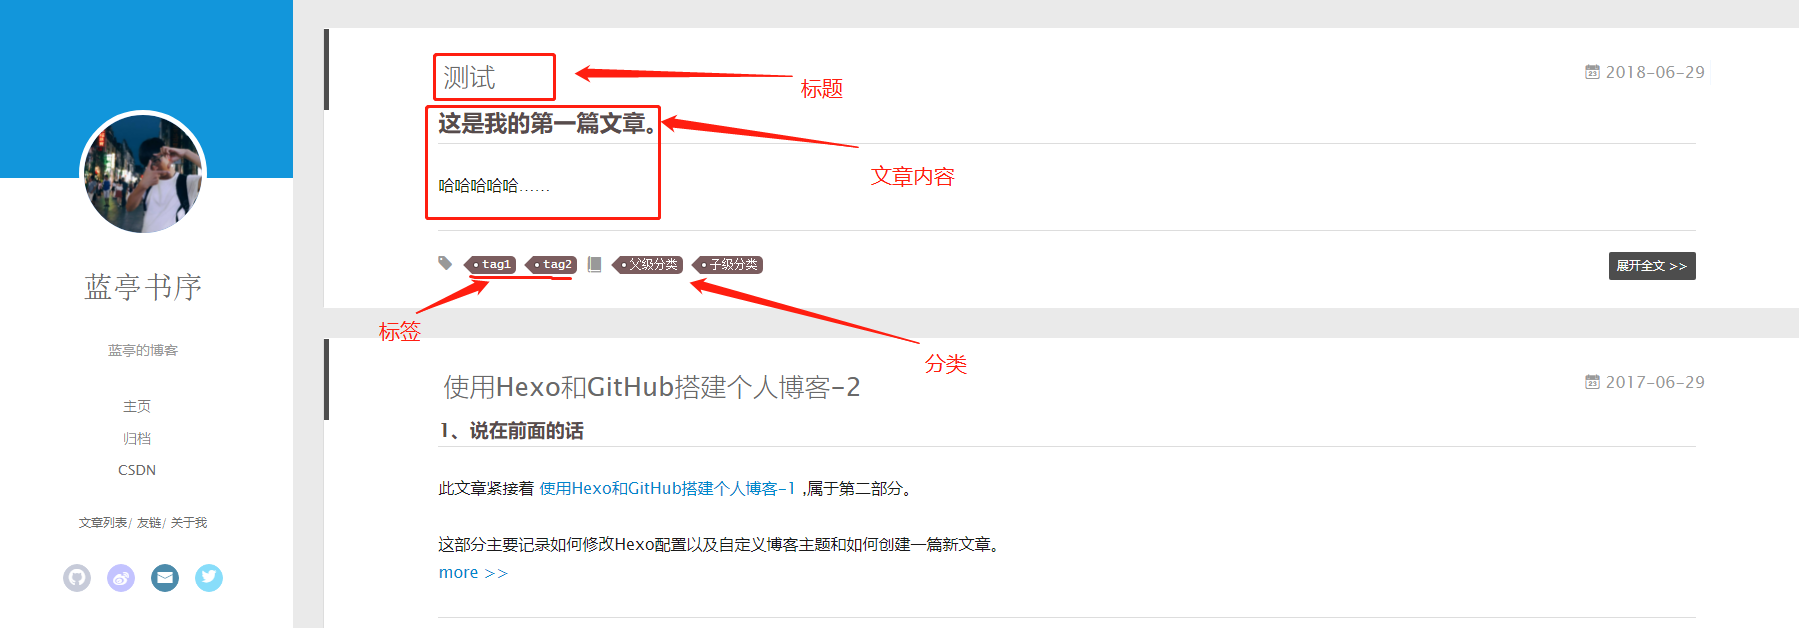 蓝亭书序
蓝亭的博客
主页
归档
CSDN
文章列表/ 友链/ 关于我
测试
标题
2018-06-29
这是我的第一篇文章。
文章内容
哈哈哈哈哈……
tag1 tag2 父级分类 子级分类
展开全文 >>
标签
分类
使用Hexo和GitHub搭建个人博客-2
2017-06-29
1、说在前面的话
此文章紧接着 使用Hexo和GitHub搭建个人博客-1 ,属于第二部分。
这部分主要记录如何修改Hexo配置以及自定义博客主题和如何创建一篇新文章。
more >>